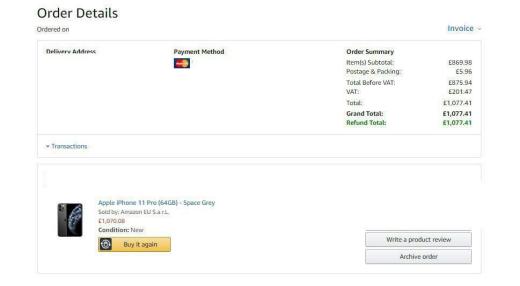 Order Details
Ordered on
Invoice
Delivery Address
Payment Method
MasterCard
Order Summary
Item(s) Subtotal: £869.98
Postage & Packing: £5.96
Total Before VAT: £875.94
VAT: £201.47
Total: £1,077.41
Grand Total: £1,077.41
Refund Total: £1,077.41
Transactions
Apple iPhone 11 Pro (64GB) - Space Grey
Sold by: Amazon EU S.a r.L.
£1,070.08
Condition: New
Buy it again
Write a product review
Archive order